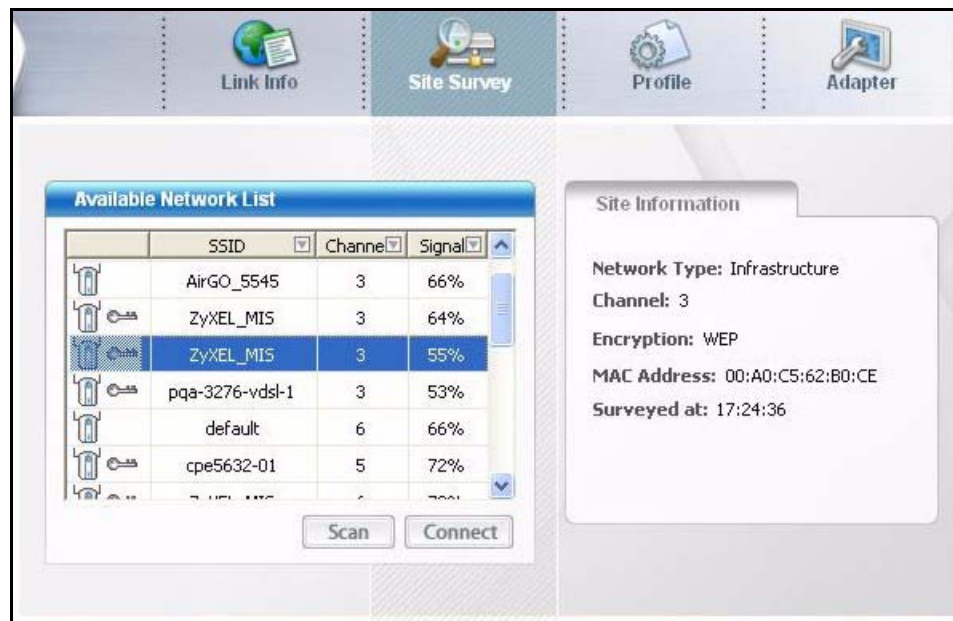 Link Info Site Survey Profile Adapter
Available Network List
SSID Channe Signal
AirGO_5545 3 66%
ZyXEL_MIS 3 64%
ZyXEL_MIS 3 55%
pqa-3276-vdsl-1 3 53%
default 6 66%
cpe5632-01 5 72%
Scan Connect
Site Information
Network Type: Infrastructure
Channel: 3
Encryption: WEP
MAC Address: 00:A0:C5:62:B0:CE
Surveyed at: 17:24:36